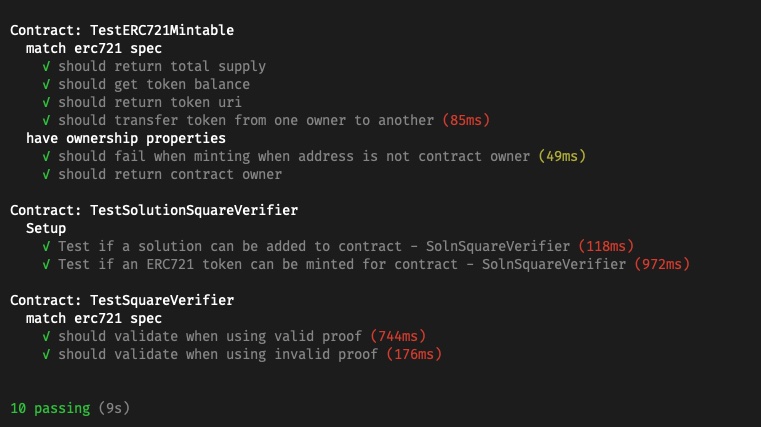 Contract: TestERC721Mintable
match erc721 spec
✓ should return total supply
✓ should get token balance
✓ should return token uri
✓ should transfer token from one owner to another (85ms)
have ownership properties
✓ should fail when minting when address is not contract owner (49ms)
✓ should return contract owner
Contract: TestSolutionSquareVerifier
Setup
✓ Test if a solution can be added to contract - SolnSquareVerifier (118ms)
✓ Test if an ERC721 token can be minted for contract - SolnSquareVerifier (972ms)
Contract: TestSquareVerifier
match erc721 spec
✓ should validate when using valid proof (744ms)
✓ should validate when using invalid proof (176ms)
10 passing (9s)